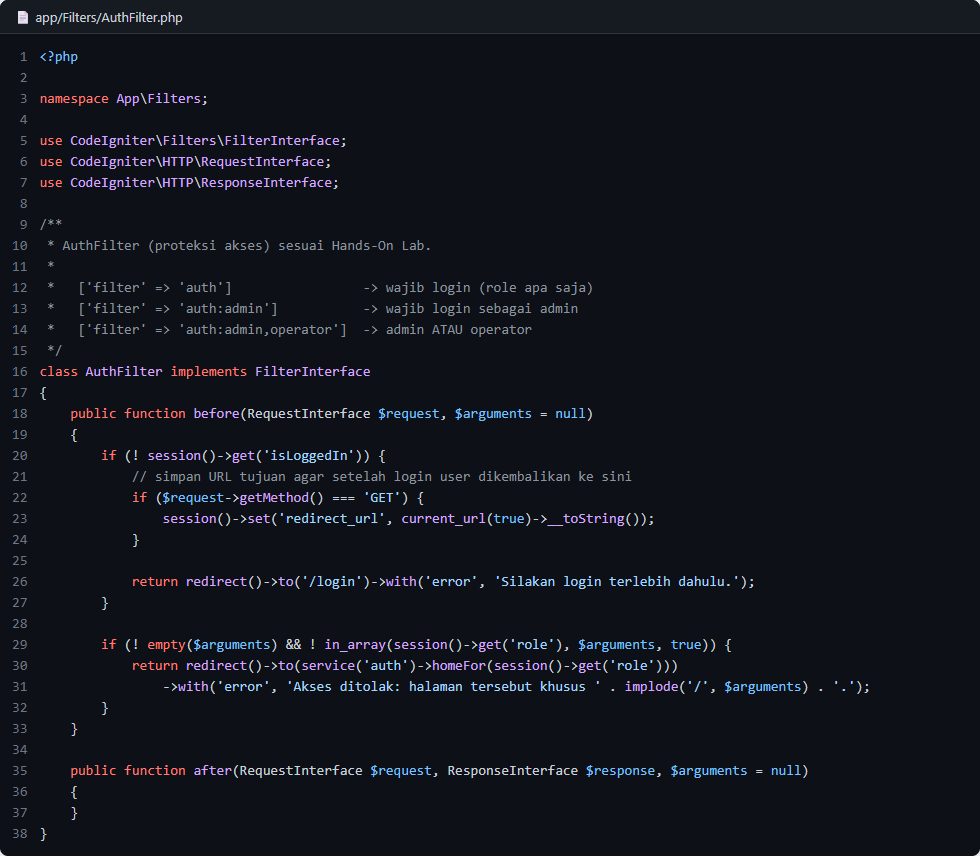 app/Filters/AuthFilter.php
1 <?php
2
3 namespace App\Filters;
4
5 use CodeIgniter\Filters\FilterInterface;
6 use CodeIgniter\HTTP\RequestInterface;
7 use CodeIgniter\HTTP\ResponseInterface;
8
9 /**
10  * AuthFilter (proteksi akses) sesuai Hands-On Lab.
11  *
12  *   ['filter' => 'auth']                 -> wajib login (role apa saja)
13  *   ['filter' => 'auth:admin']           -> wajib login sebagai admin
14  *   ['filter' => 'auth:admin,operator']  -> admin ATAU operator
15  */
16 class AuthFilter implements FilterInterface
17 {
18     public function before(RequestInterface $request, $arguments = null)
19     {
20         if (! session()->get('isLoggedIn')) {
21             // simpan URL tujuan agar setelah login user dikembalikan ke sini
22             if ($request->getMethod() === 'GET') {
23                 session()->set('redirect_url', current_url(true)->__toString());
24             }
25
26             return redirect()->to('/login')->with('error', 'Silakan login terlebih dahulu.');
27         }
28
29         if (! empty($arguments) && ! in_array(session()->get('role'), $arguments, true)) {
30             return redirect()->to(service('auth')->homeFor(session()->get('role')))
31                 ->with('error', 'Akses ditolak: halaman tersebut khusus ' . implode('/', $arguments) . '.');
32         }
33     }
34
35     public function after(RequestInterface $request, ResponseInterface $response, $arguments = null)
36     {
37     }
38 }